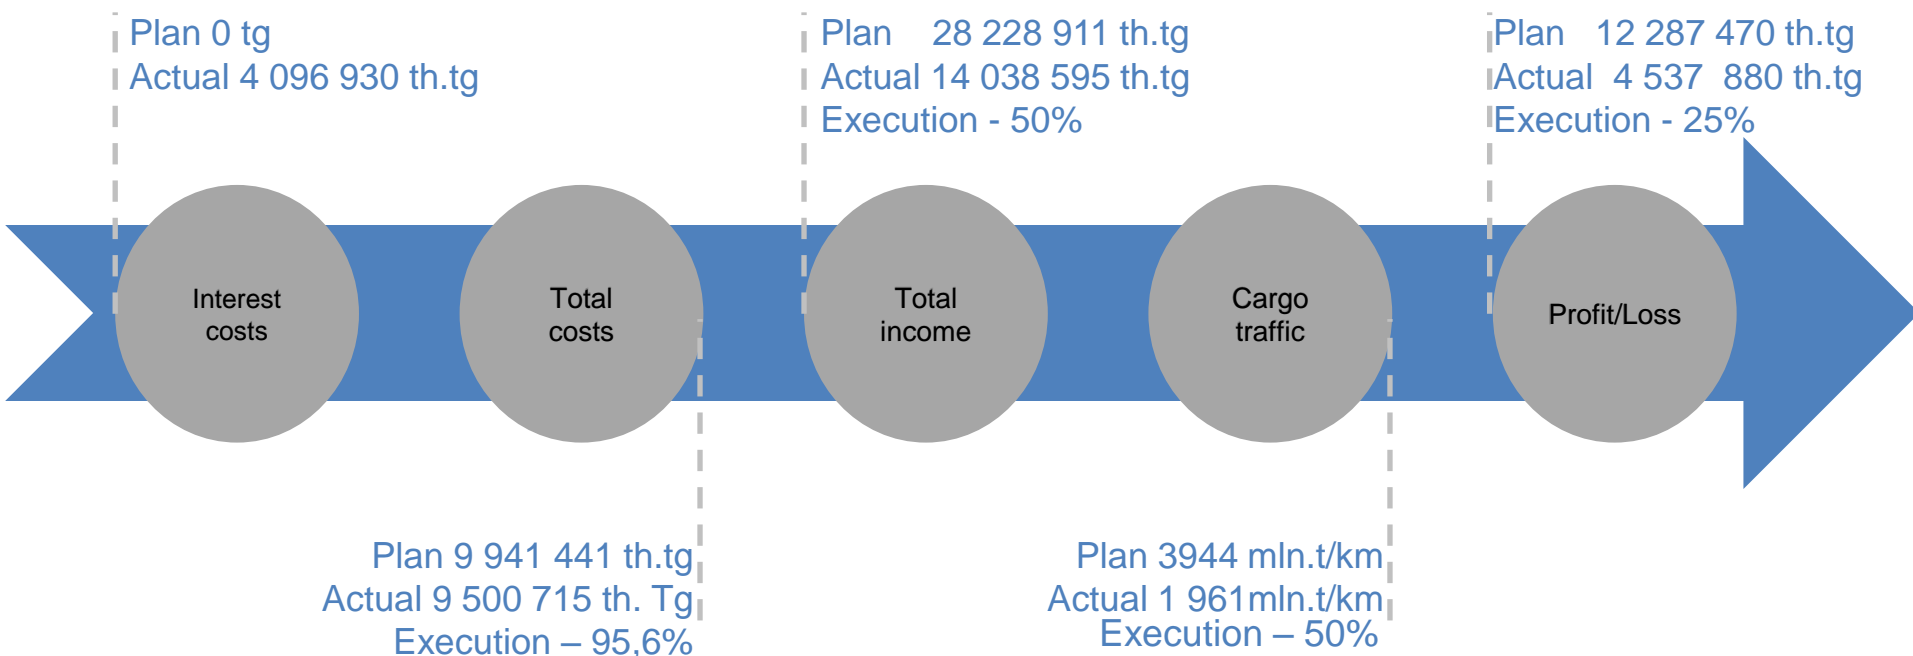 Plan 0 tg
Actual 4 096 930 th.tg
Plan 28 228 911 th.tg
Actual 14 038 595 th.tg
Execution - 50%
Plan 12 287 470 th.tg
Actual 4 537 880 th.tg
Execution - 25%
Interest
costs
Total
costs
Total
income
Cargo
traffic
Profit/Loss
Plan 9 941 441 th.tg
Actual 9 500 715 th. Tg
Execution – 95,6%
Plan 3944 mln.t/km
Actual 1 961mln.t/km
Execution – 50%